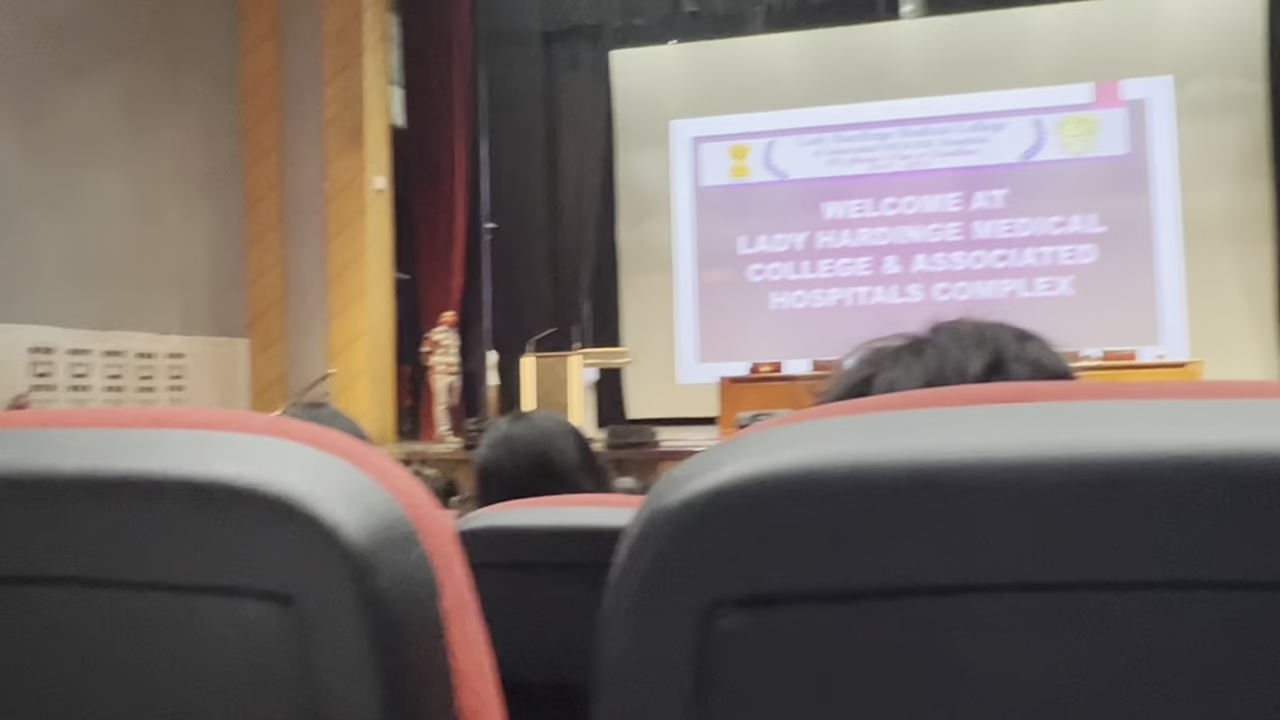 WELCOME AT
LADY HARDINGE MEDICAL
COLLEGE & ASSOCIATED
HOSPITALS COMPLEX